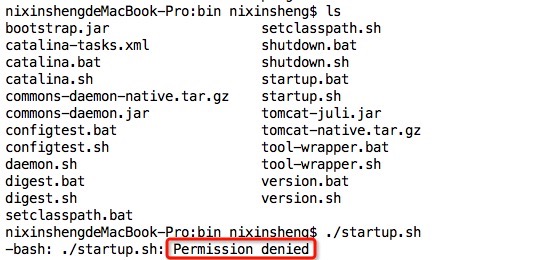 nixinshengdeMacBook-Pro:bin nixinsheng$ ls
bootstrap.jar setclasspath.sh
catalina-tasks.xml shutdown.bat
catalina.bat shutdown.sh
catalina.sh startup.bat
commons-daemon-native.tar.gz startup.sh
commons-daemon.jar tomcat-juli.jar
configtest.bat tomcat-native.tar.gz
configtest.sh tool-wrapper.bat
daemon.sh tool-wrapper.sh
digest.bat version.bat
digest.sh version.sh
setclasspath.bat
nixinshengdeMacBook-Pro:bin nixinsheng$ ./startup.sh
-bash: ./startup.sh: Permission denied